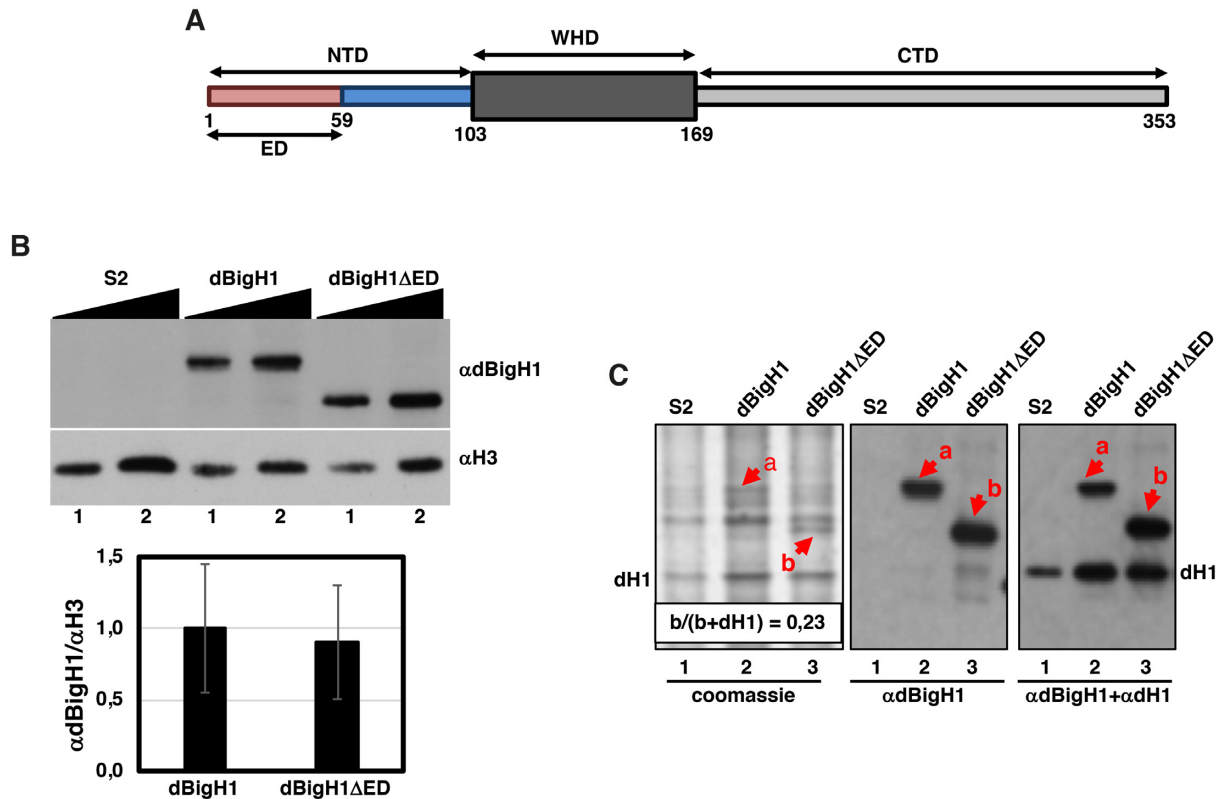 A
NTD
WHD
CTD
1
59
103
169
353
ED
B
S2
dBigH1
dBigH1ΔED
αdBigH1
αH3
1 2 1 2 1 2
1,5
1,0
0,5
0,0
αdBigH1/αH3
dBigH1
dBigH1ΔED
C
S2
dBigH1
dBigH1ΔED
S2
dBigH1
dBigH1ΔED
S2
dBigH1
dBigH1ΔED
a
b
a
b
a
b
dH1
dH1
b/(b+dH1) = 0,23
1 2 3
1 2 3
1 2 3
coomassie
αdBigH1
αdBigH1+αdH1